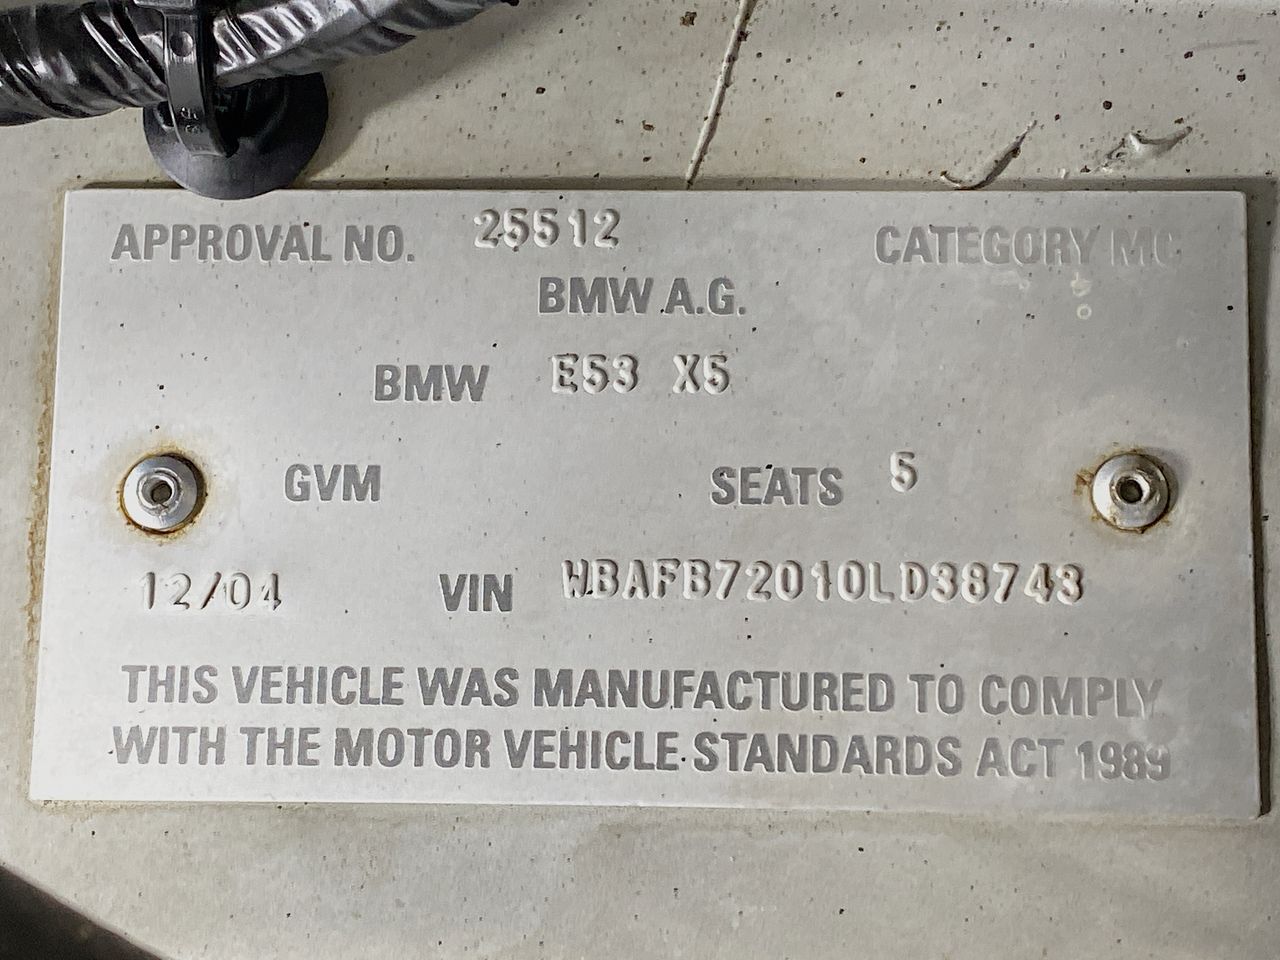 APPROVAL NO. 25512 CATEGORY MC
BMW A.G.
BMW E53 X5
GVM SEATS 5
12/04 VIN WBAFB72010LD38743
THIS VEHICLE WAS MANUFACTURED TO COMPLY
WITH THE MOTOR VEHICLE STANDARDS ACT 1989